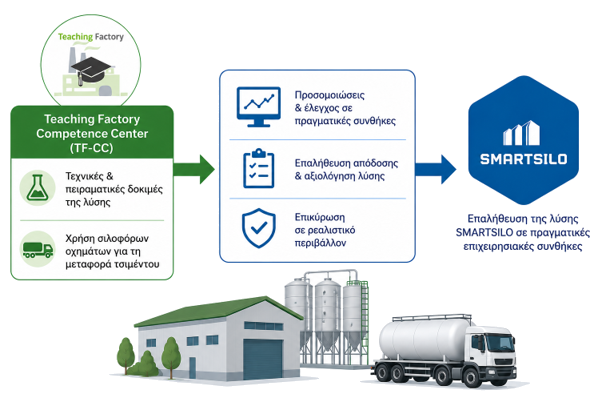 Teaching Factory
Teaching Factory
Competence Center
(TF-CC)
Τεχνικές &
πειραματικές δοκιμές
της λύσης
Χρήση σιλοφόρων
οχημάτων για τη
μεταφορά τσιμέντου
Προσομοιώσεις
& έλεγχος σε
πραγματικές συνθήκες
Επαλήθευση απόδοσης
& αξιολόγηση λύσης
Επικύρωση
σε ρεαλιστικό
περιβάλλον
SMARTSILO
Επαλήθευση της λύσης
SMARTSILO σε πραγματικές
επιχειρησιακές συνθήκες